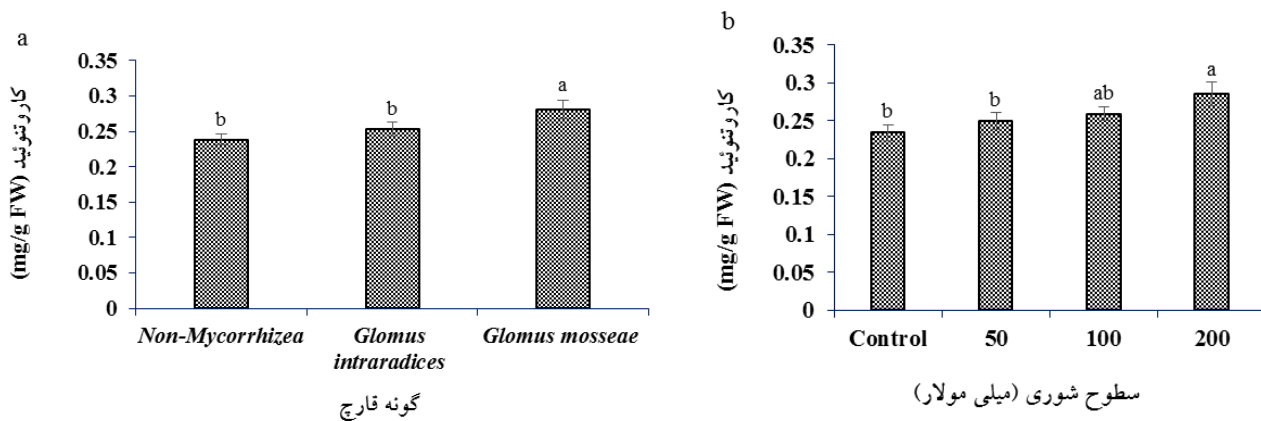 a
کاروتنوئید (mg/g FW)
0.35
0.3
0.25
0.2
0.15
0.1
0.05
0
b
b
a
Non-Mycorrhizea
Glomus intraradices
Glomus mosseae
گونه قارچ
b
کاروتنوئید (mg/g FW)
0.35
0.3
0.25
0.2
0.15
0.1
0.05
0
b
b
ab
a
Control
50
100
200
سطوح شوری (میلی مولار)